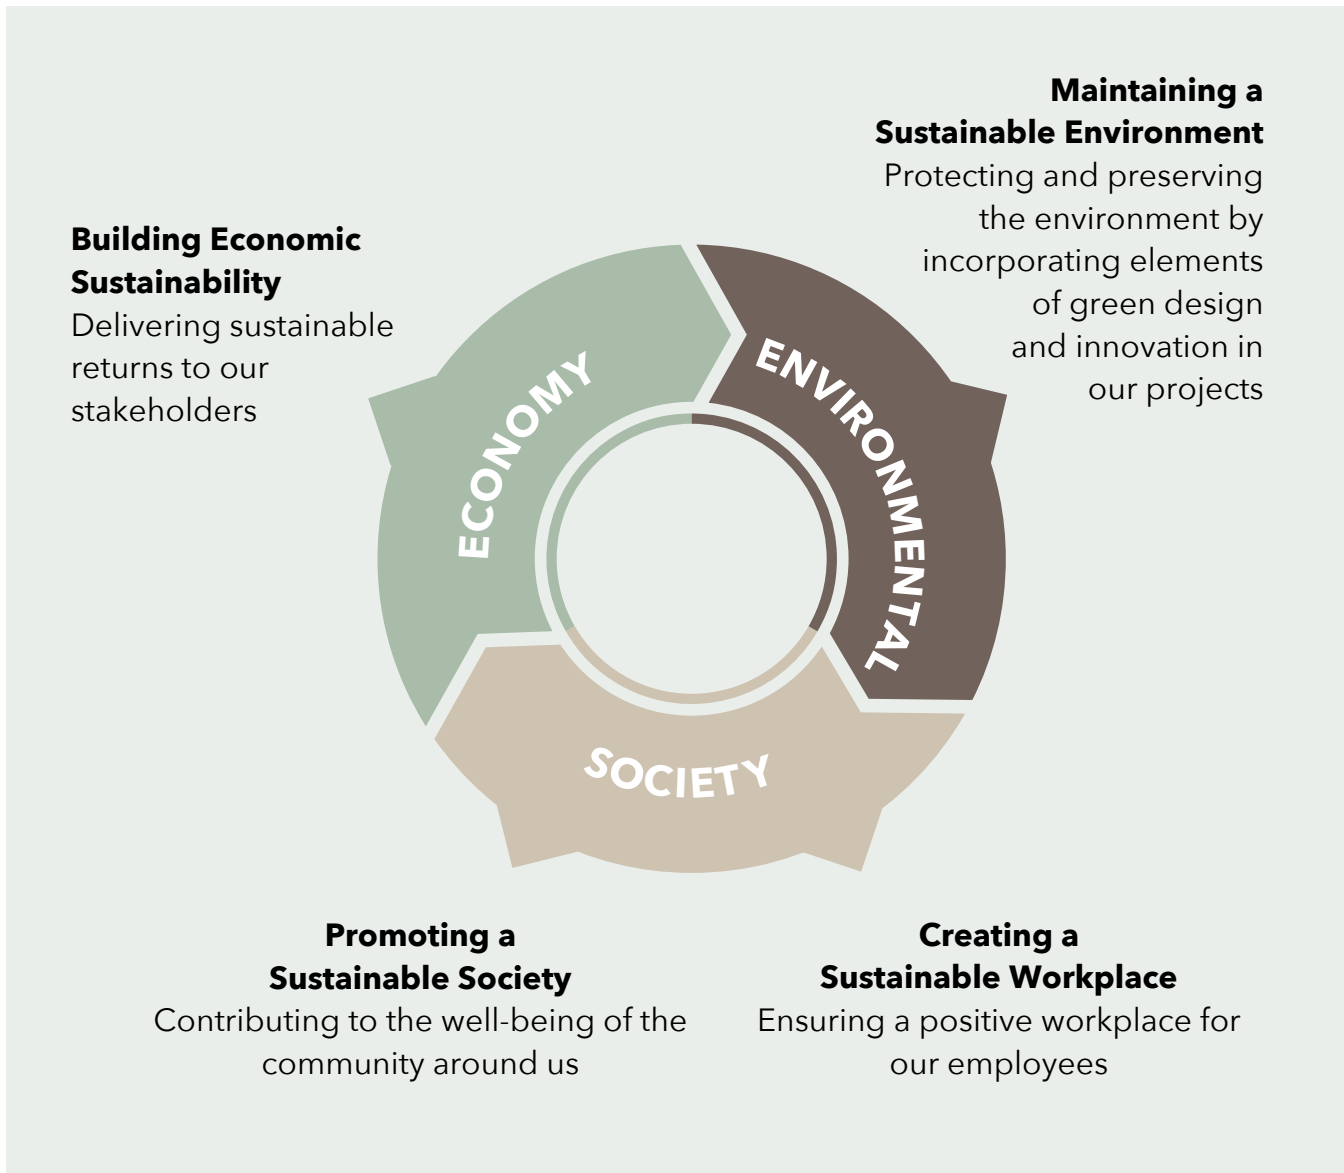 Maintaining a
Sustainable Environment
Protecting and preserving
the environment by
incorporating elements
of green design
and innovation in
our projects
Building Economic
Sustainability
Delivering sustainable
returns to our
stakeholders
ECONOMY
ENVIRONMENTAL
SOCIETY
Promoting a
Sustainable Society
Contributing to the well-being of the
community around us
Creating a
Sustainable Workplace
Ensuring a positive workplace for
our employees